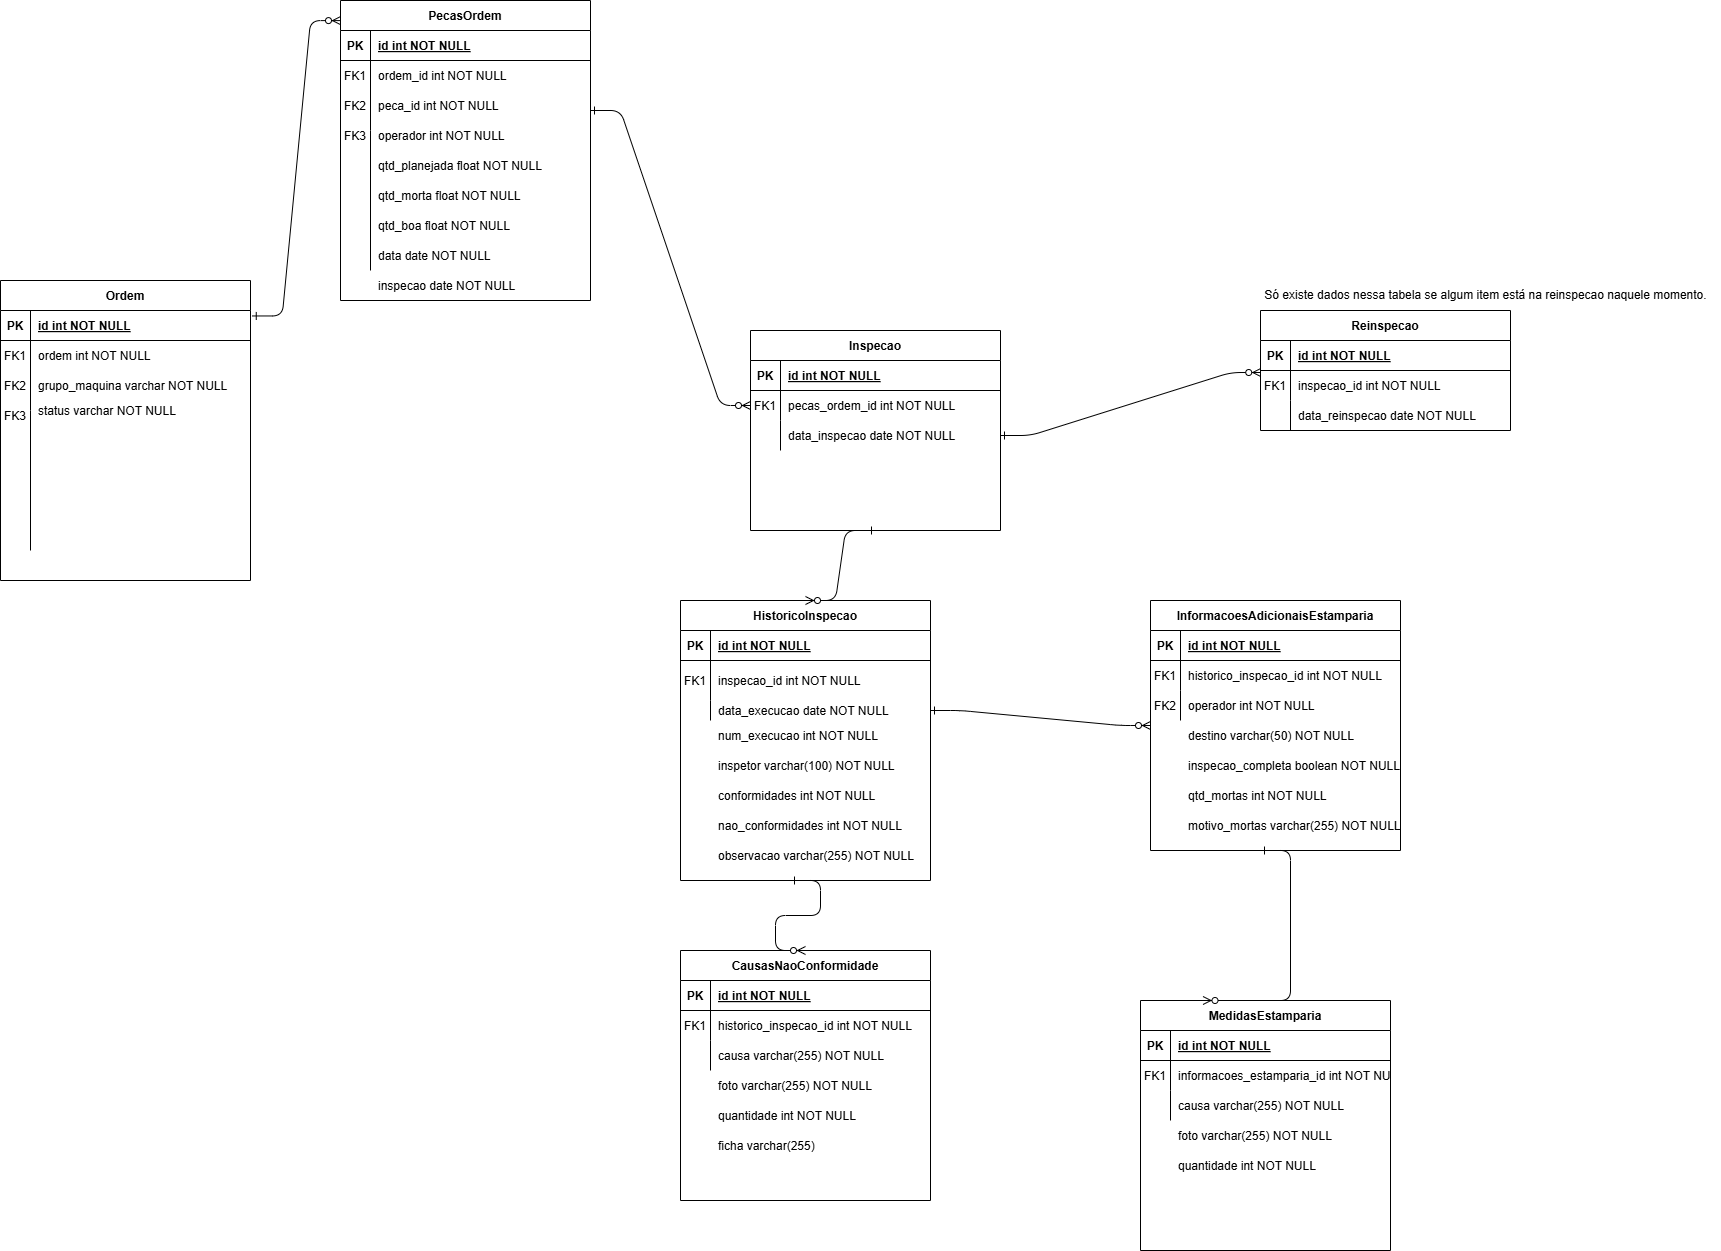 PecasOrdem
PK id int NOT NULL
FK1 ordem_id int NOT NULL
FK2 peca_id int NOT NULL
FK3 operador int NOT NULL
qtd_planejada float NOT NULL
qtd_morta float NOT NULL
qtd_boa float NOT NULL
data date NOT NULL
inspecao date NOT NULL
Ordem
PK id int NOT NULL
FK1 ordem int NOT NULL
FK2 grupo_maquina varchar NOT NULL
FK3 status varchar NOT NULL
Inspecao
PK id int NOT NULL
FK1 pecas_ordem_id int NOT NULL
data_inspecao date NOT NULL
Só existe dados nessa tabela se algum item está na reinspecao naquele momento.
Reinspecao
PK id int NOT NULL
FK1 inspecao_id int NOT NULL
data_reinspecao date NOT NULL
HistoricoInspecao
PK id int NOT NULL
FK1 inspecao_id int NOT NULL
data_execucao date NOT NULL
num_execucao int NOT NULL
inspetor varchar(100) NOT NULL
conformidades int NOT NULL
nao_conformidades int NOT NULL
observacao varchar(255) NOT NULL
InformacoesAdicionaisEstamparia
PK id int NOT NULL
FK1 historico_inspecao_id int NOT NULL
FK2 operador int NOT NULL
destino varchar(50) NOT NULL
inspecao_completa boolean NOT NULL
qtd_mortas int NOT NULL
motivo_mortas varchar(255) NOT NULL
CausasNaoConformidade
PK id int NOT NULL
FK1 historico_inspecao_id int NOT NULL
causa varchar(255) NOT NULL
foto varchar(255) NOT NULL
quantidade int NOT NULL
ficha varchar(255)
MedidasEstamparia
PK id int NOT NULL
FK1 informacoes_estamparia_id int NOT NU
causa varchar(255) NOT NULL
foto varchar(255) NOT NULL
quantidade int NOT NULL